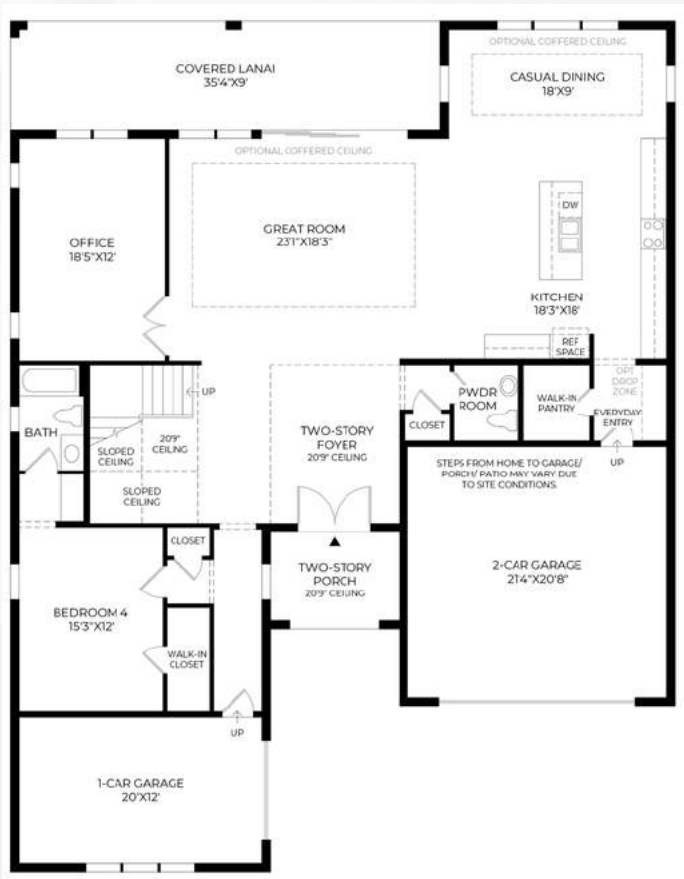 OPTIONAL COFFERED CEILING
COVERED LANAI
35'4"X9'
CASUAL DINING
18'X9'
OPTIONAL COFFERED CEILING
DW
GREAT ROOM
23'1"X18'3"
OFFICE
18'5"X12'
KITCHEN
18'3"X18'
REF
SPACE
UP
OPT
DROP
ZONE
PWDR
ROOM
WALK-IN
PANTRY
EVERYDAY
ENTRY
CLOSET
BATH
SLOPED
CEILING
20'9"
CEILING
TWO-STORY
FOYER
20'9" CEILING
SLOPED
CEILING
UP
STEPS FROM HOME TO GARAGE/
PORCH/ PATIO MAY VARY DUE
TO SITE CONDITIONS.
CLOSET
TWO-STORY
PORCH
20'9" CEILING
2-CAR GARAGE
21'4"X20'8"
BEDROOM 4
15'3"X12'
WALK-IN
CLOSET
UP
1-CAR GARAGE
20'X12'